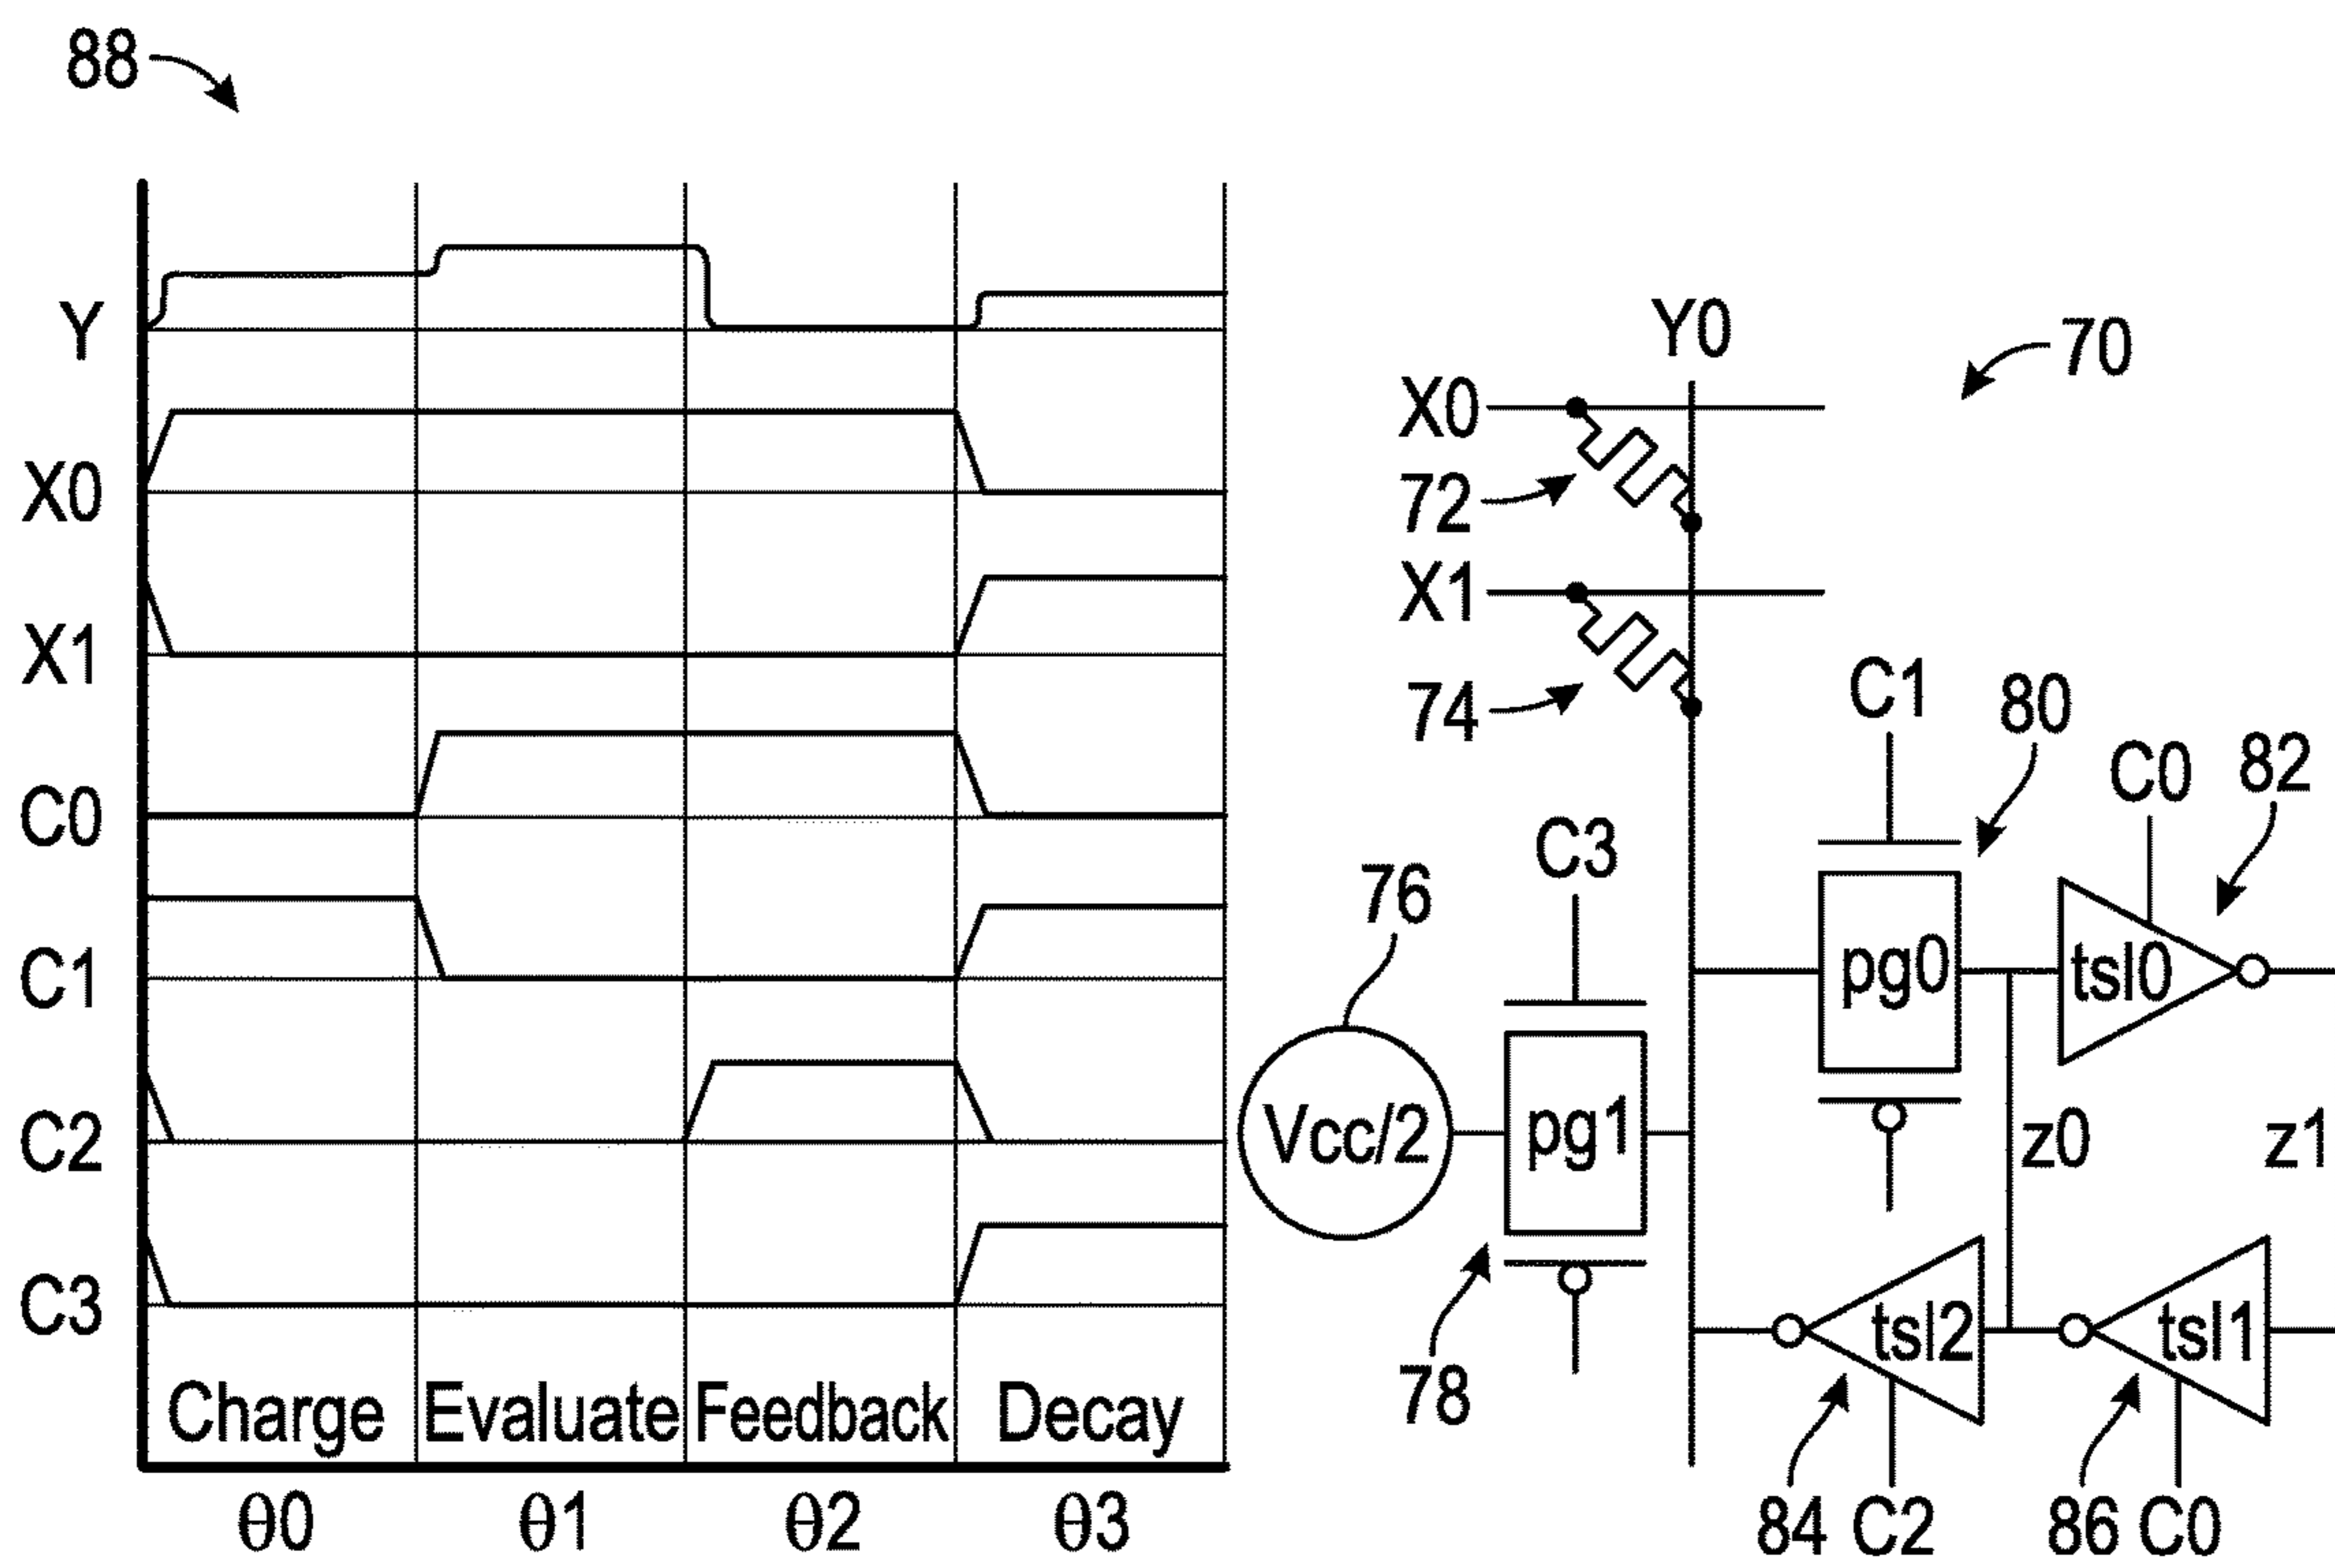 88
Y
X0
X1
C0
C1
C2
C3
Charge Evaluate Feedback Decay
θ0 θ1 θ2 θ3
Y0
70
X0
72
X1
74
C1
80
C0
82
C3
76
pg0
tsl0
Vcc/2
pg1
z0
z1
78
tsl2
tsl1
84 C2 86 C0